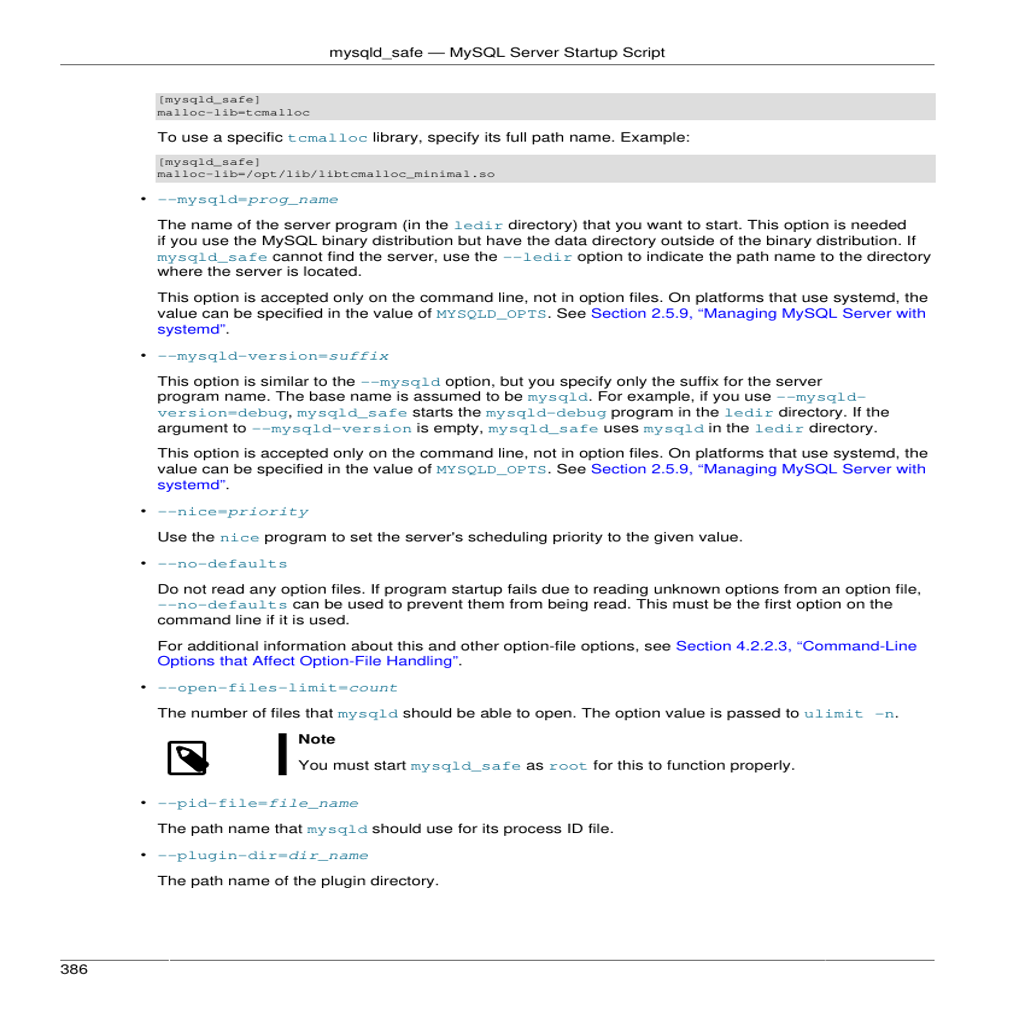 mysqld_safe — MySQL Server Startup Script
[mysqld_safe]
malloc-lib=tcmalloc
To use a specific tcmalloc library, specify its full path name. Example:
[mysqld_safe]
malloc-lib=/opt/lib/libtcmalloc_minimal.so
• --mysqld=prog_name
The name of the server program (in the ledir directory) that you want to start. This option is needed
if you use the MySQL binary distribution but have the data directory outside of the binary distribution. If
mysqld_safe cannot find the server, use the --ledir option to indicate the path name to the directory
where the server is located.
This option is accepted only on the command line, not in option files. On platforms that use systemd, the
value can be specified in the value of MYSQLD_OPTS. See Section 2.5.9, “Managing MySQL Server with
systemd”.
• --mysqld-version=suffix
This option is similar to the --mysqld option, but you specify only the suffix for the server
program name. The base name is assumed to be mysqld. For example, if you use --mysqld-
version=debug, mysqld_safe starts the mysqld-debug program in the ledir directory. If the
argument to --mysqld-version is empty, mysqld_safe uses mysqld in the ledir directory.
This option is accepted only on the command line, not in option files. On platforms that use systemd, the
value can be specified in the value of MYSQLD_OPTS. See Section 2.5.9, “Managing MySQL Server with
systemd”.
• --nice=priority
Use the nice program to set the server's scheduling priority to the given value.
• --no-defaults
Do not read any option files. If program startup fails due to reading unknown options from an option file,
--no-defaults can be used to prevent them from being read. This must be the first option on the
command line if it is used.
For additional information about this and other option-file options, see Section 4.2.2.3, “Command-Line
Options that Affect Option-File Handling”.
• --open-files-limit=count
The number of files that mysqld should be able to open. The option value is passed to ulimit -n.
Note
You must start mysqld_safe as root for this to function properly.
• --pid-file=file_name
The path name that mysqld should use for its process ID file.
• --plugin-dir=dir_name
The path name of the plugin directory.
386